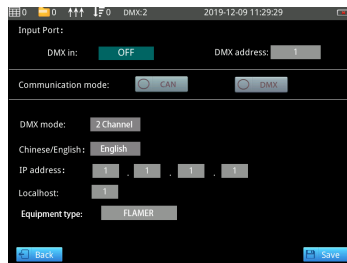 0 0 0 DMX:2 2019-12-09 11:29:29
Input Port:
DMX in: OFF DMX address: 1
Communication mode: CAN DMX
DMX mode: 2 Channel
Chinese/English: English
IP address: 1 . 1 . 1 . 1
Localhost: 1
Equipment type: FLAMER
Back Save